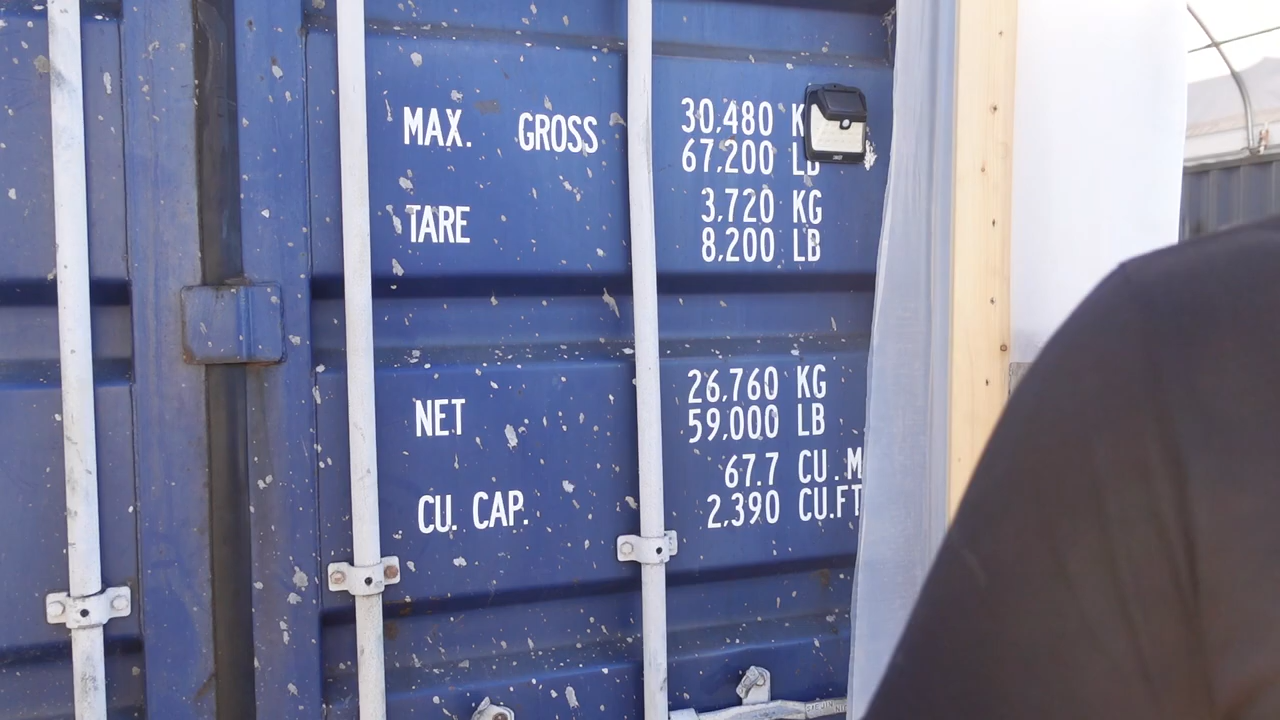 MAX. GROSS 30,480 K
67,200 LB
TARE 3,720 KG
8,200 LB
NET 26,760 KG
59,000 LB
67.7 CU.M
CU. CAP. 2,390 CU.FT